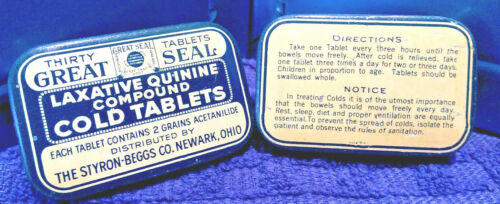 THIRTY TABLETS
GREAT SEAL
GREAT SEAL
LAXATIVE QUININE
COMPOUND
COLD TABLETS
EACH TABLET CONTAINS 2 GRAINS ACETANILIDE
DISTRIBUTED BY
THE STYRON-BEGGS CO. NEWARK, OHIO
DIRECTIONS
Take one Tablet every three hours until the
bowels move freely. After cold is relieved, take
one tablet three times a day for two or three days.
Children in proportion to age. Tablets should be
swallowed whole.
NOTICE
In treating Colds it is of the utmost importance
that the bowels should move freely every day.
Rest, sleep, diet and proper ventilation are equally
essential. To prevent the spread of colds, isolate the
patient and observe the rules of sanitation.